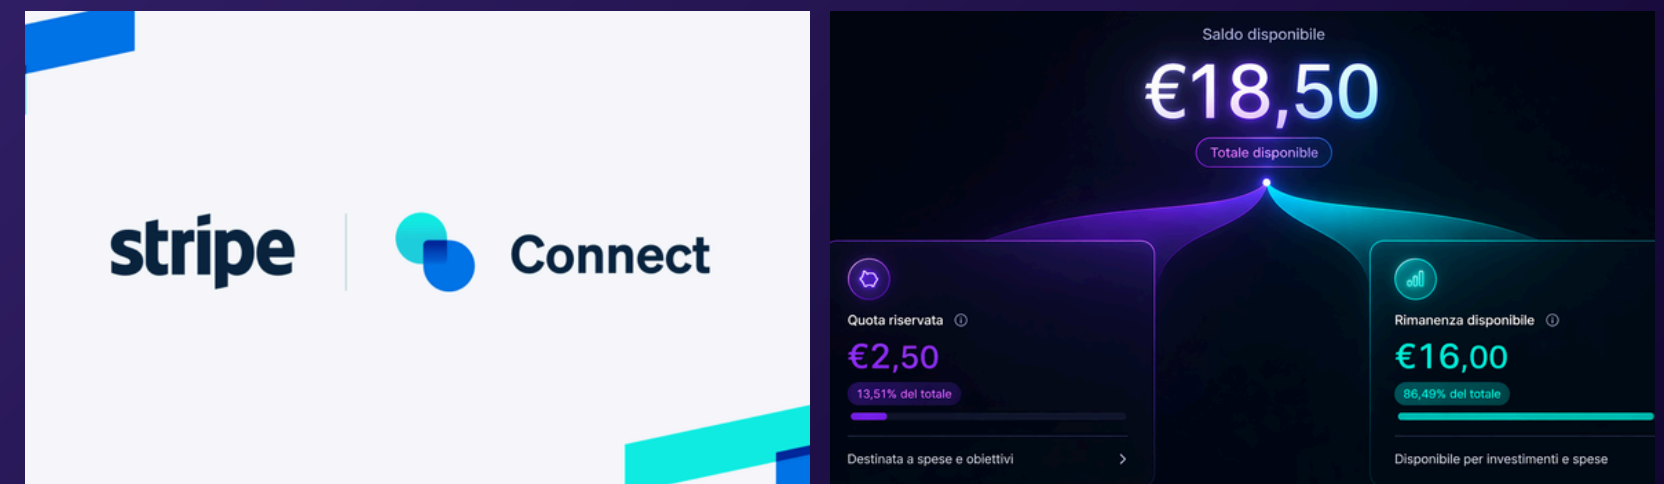 stripe
Connect
Saldo disponibile
€18,50
Totale disponible
Quota riservata
€2,50
13,51% del totale
Destinata a spese e obiettivi
Rimanenza disponibile
€16,00
86,49% del totale
Disponibile per investimenti e spese